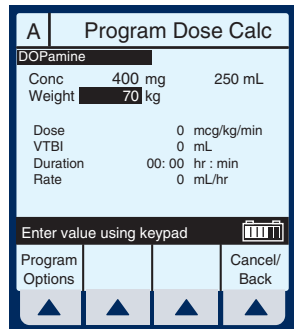 A Program Dose Calc
DOPamine
Conc 400 mg 250 mL
Weight 70 kg
Dose 0 mcg/kg/min
VTBI 0 mL
Duration 00:00 hr : min
Rate 0 mL/hr
Enter value using keypad
Program Options Cancel/ Back